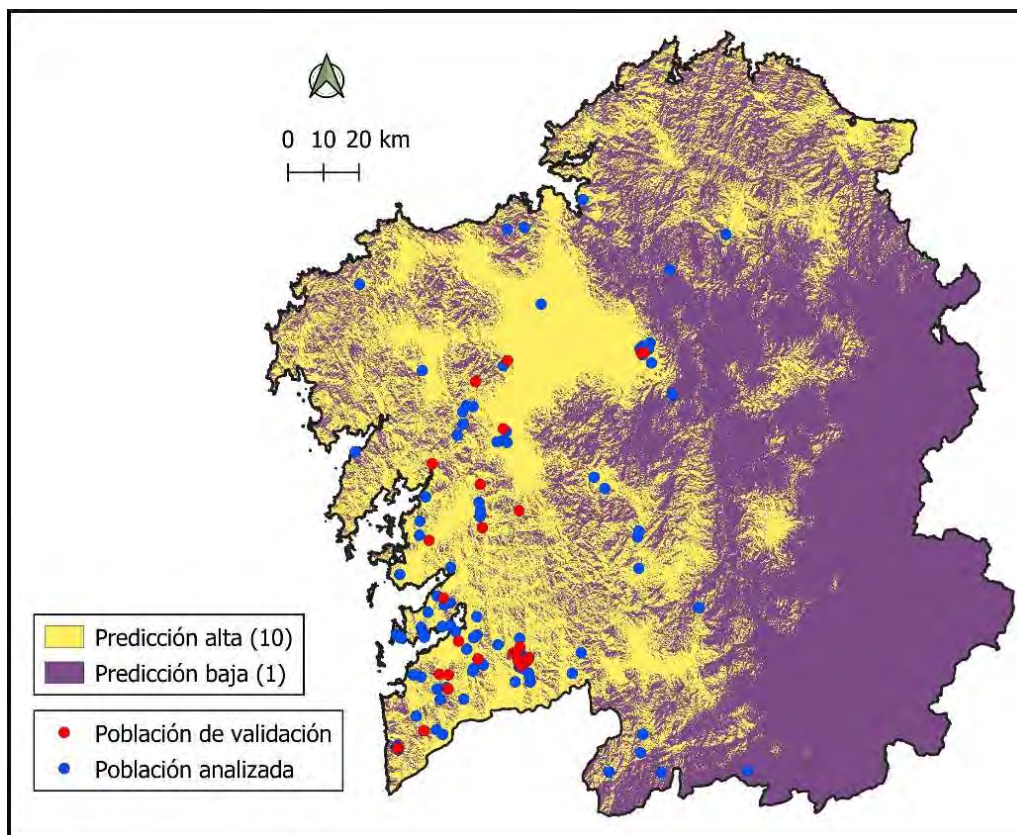 0 10 20 km
Predicción alta (10)
Predicción baja (1)
Población de validación
Población analizada